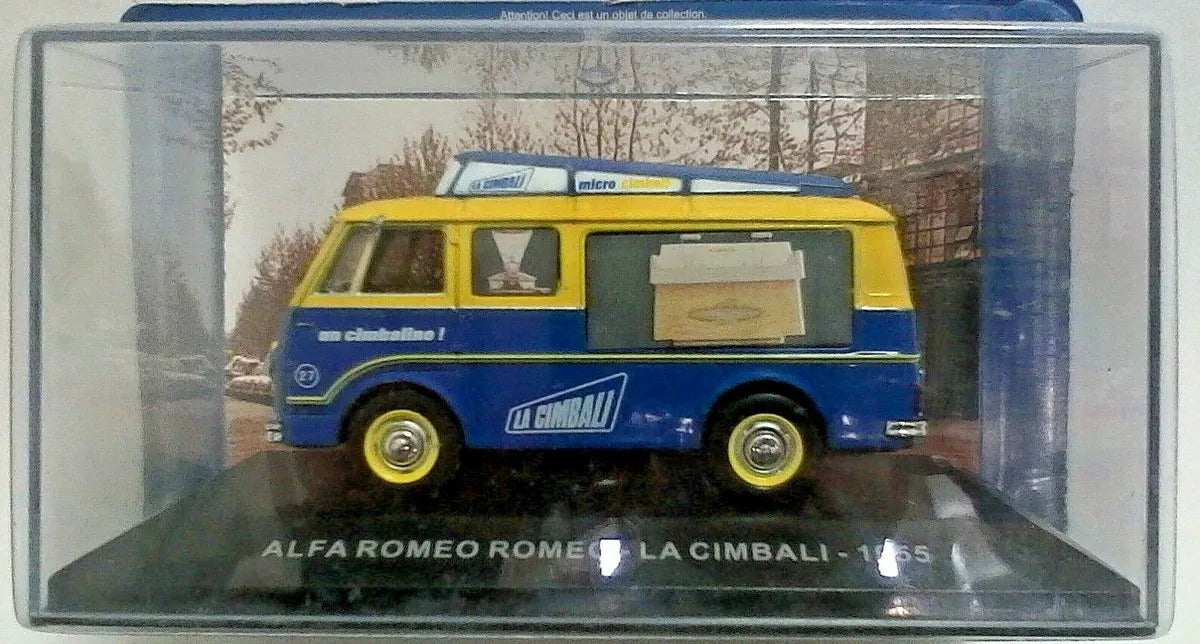 Attention! Ceci est un objet de collection.
LA CIMBALI
micro cimbali
un cimbalino !
27
LA CIMBALI
ALFA ROMEO ROMEO - LA CIMBALI -